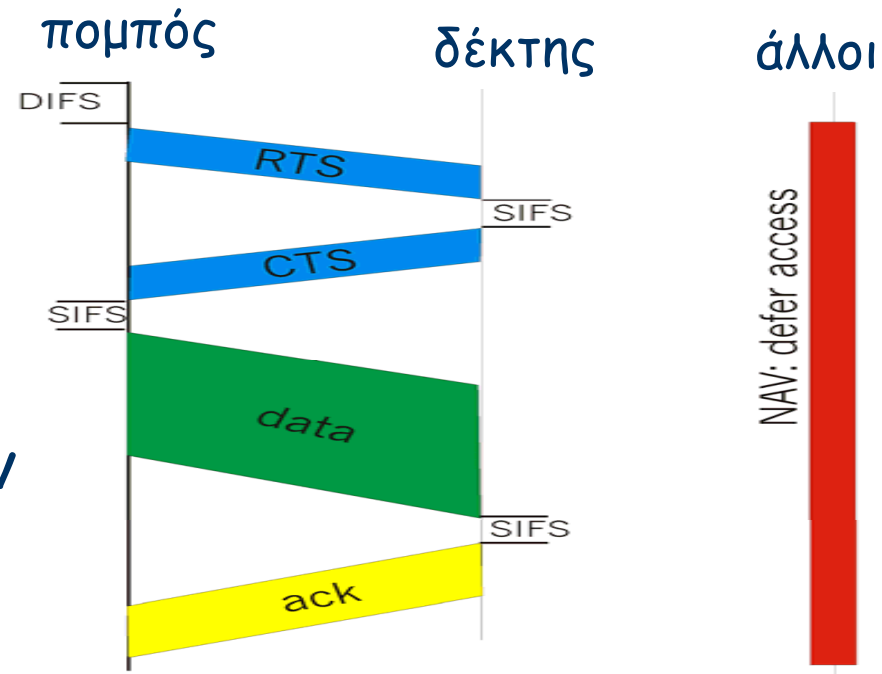 πομπός
δέκτης
άλλοι
DIFS
RTS
SIFS
CTS
SIFS
data
SIFS
ack
NAV: defer access
ν